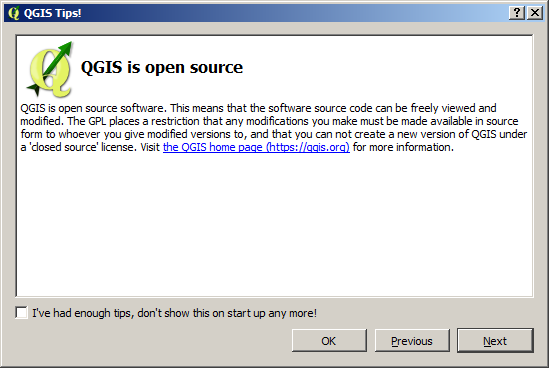 QGIS Tips!
QGIS is open source
QGIS is open source software. This means that the software source code can be freely viewed and
modified. The GPL places a restriction that any modifications you make must be made available in source
form to whoever you give modified versions to, and that you can not create a new version of QGIS under
a 'closed source' license. Visit the QGIS home page (https://qgis.org) for more information.
I've had enough tips, don't show this on start up any more!
OK Previous Next